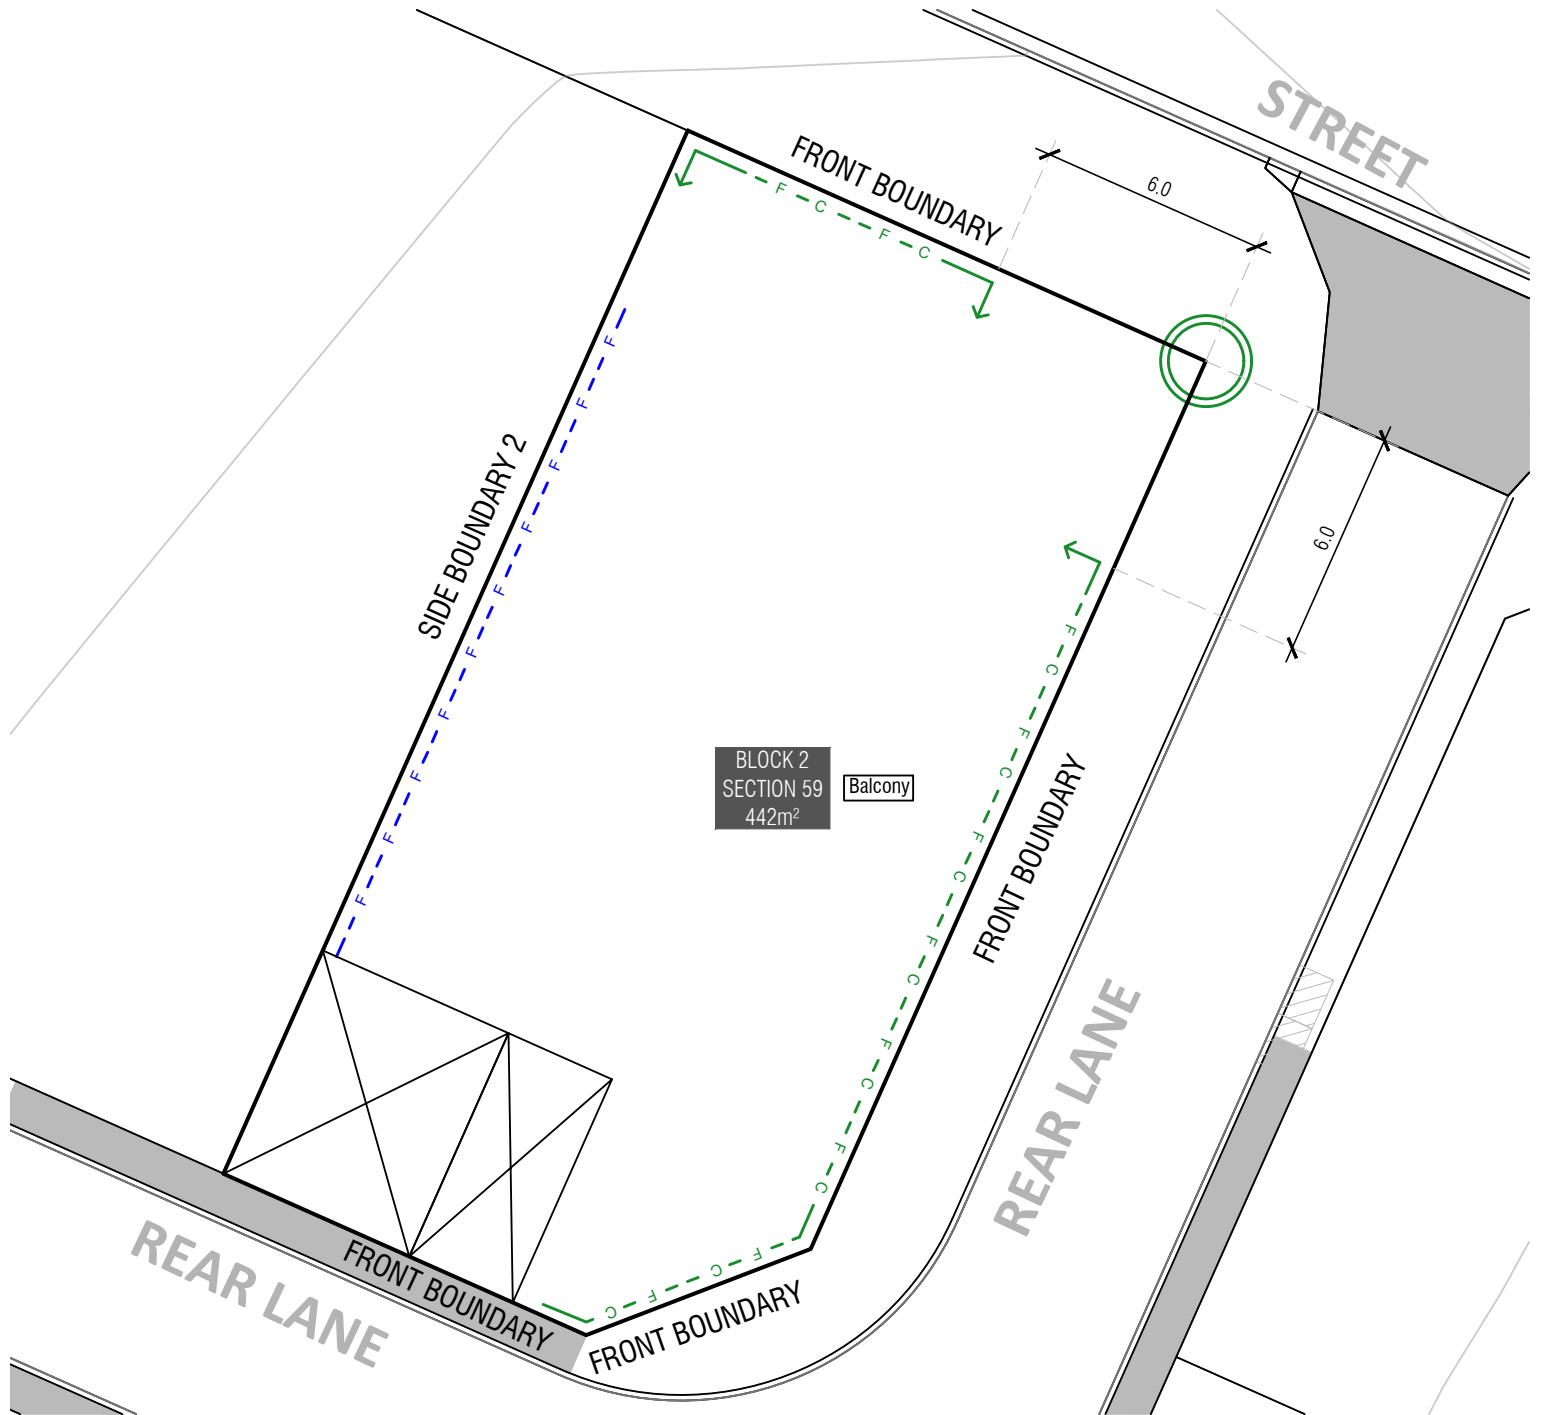 STREET
FRONT BOUNDARY
6.0
F C F C
F F F F F F F F F F
SIDE BOUNDARY 2
6.0
F C F C F C F C F C F C
BLOCK 2
SECTION 59
442m²
Balcony
FRONT BOUNDARY
REAR LANE
F C F C
FRONT BOUNDARY
REAR LANE
FRONT BOUNDARY